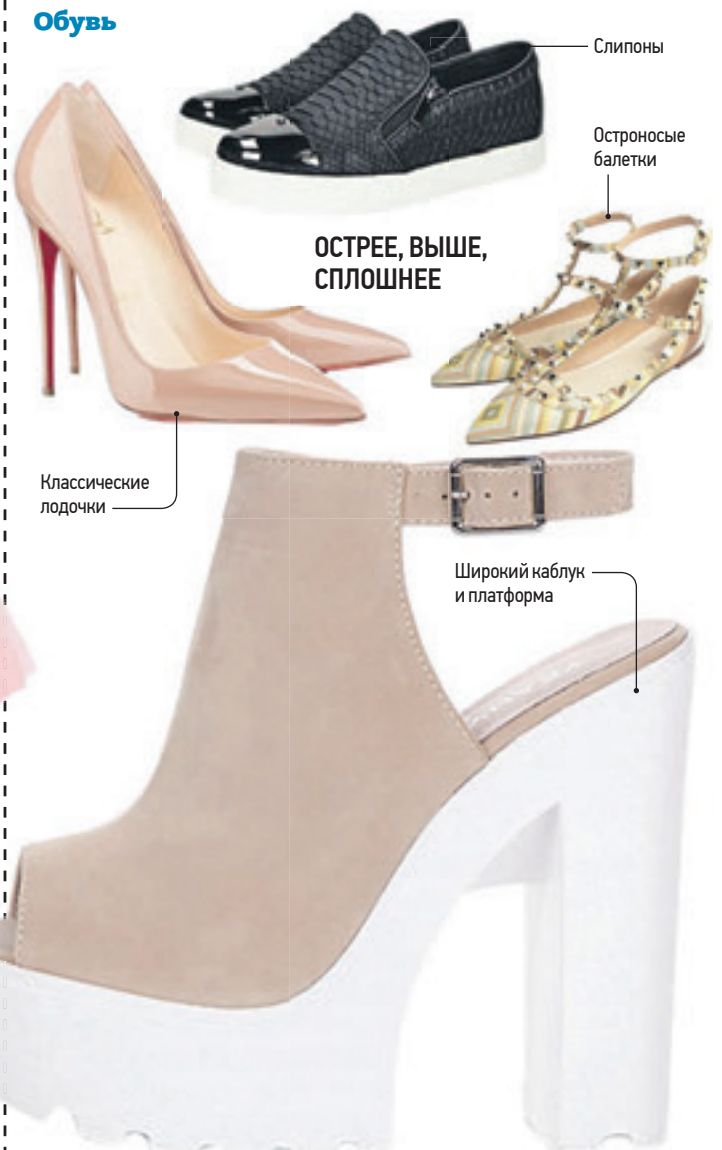 Обувь
Слипоны
Остроносые
балетки
ОСТРЕЕ, ВЫШЕ,
СПЛОШНЕЕ
Классические
лодочки
Широкий каблук
и платформа